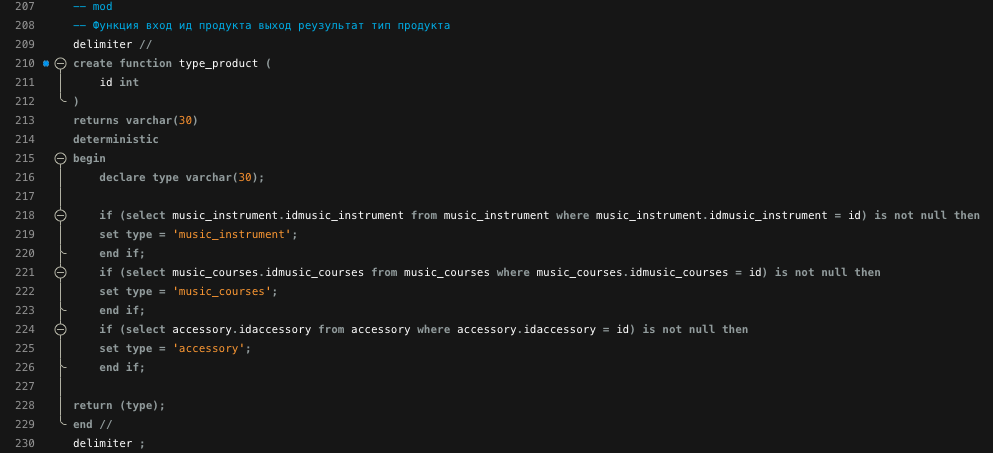 207 -- mod
208 -- Функция вход ид продукта выход реузультат тип продукта
209 delimiter //
210 create function type_product (
211 id int
212 )
213 returns varchar(30)
214 deterministic
215 begin
216 declare type varchar(30);
217
218 if (select music_instrument.idmusic_instrument from music_instrument where music_instrument.idmusic_instrument = id) is not null then
219 set type = 'music_instrument';
220 end if;
221 if (select music_courses.idmusic_courses from music_courses where music_courses.idmusic_courses = id) is not null then
222 set type = 'music_courses';
223 end if;
224 if (select accessory.idaccessory from accessory where accessory.idaccessory = id) is not null then
225 set type = 'accessory';
226 end if;
227
228 return (type);
229 end //
230 delimiter ;